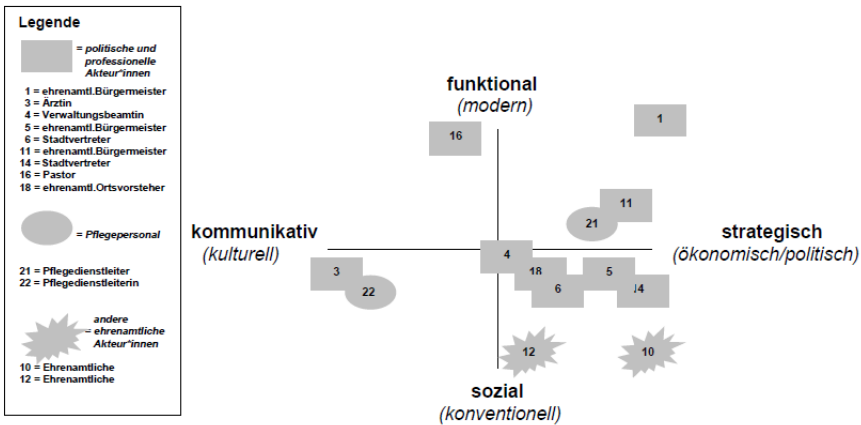 Legende
= politische und
professionelle
Akteur*innen
1 = ehrenamtl.Bürgermeister
3 = Ärztin
4 = Verwaltungsbeamtin
5 = ehrenamtl.Bürgermeister
6 = Stadtvertreter
11 = ehrenamtl.Bürgermeister
14 = Stadtvertreter
16 = Pastor
18 = ehrenamtl.Ortsvorsteher
= Pflegepersonal
21 = Pflegedienstleiter
22 = Pflegedienstleiterin
andere
= ehrenamtliche
Akteur*innen
10 = Ehrenamtliche
12 = Ehrenamtliche
funktional
(modern)
1
16
11
21
kommunikativ
(kulturell)
strategisch
(ökonomisch/politisch)
4
3
18
5
22
6
14
12
10
sozial
(konventionell)